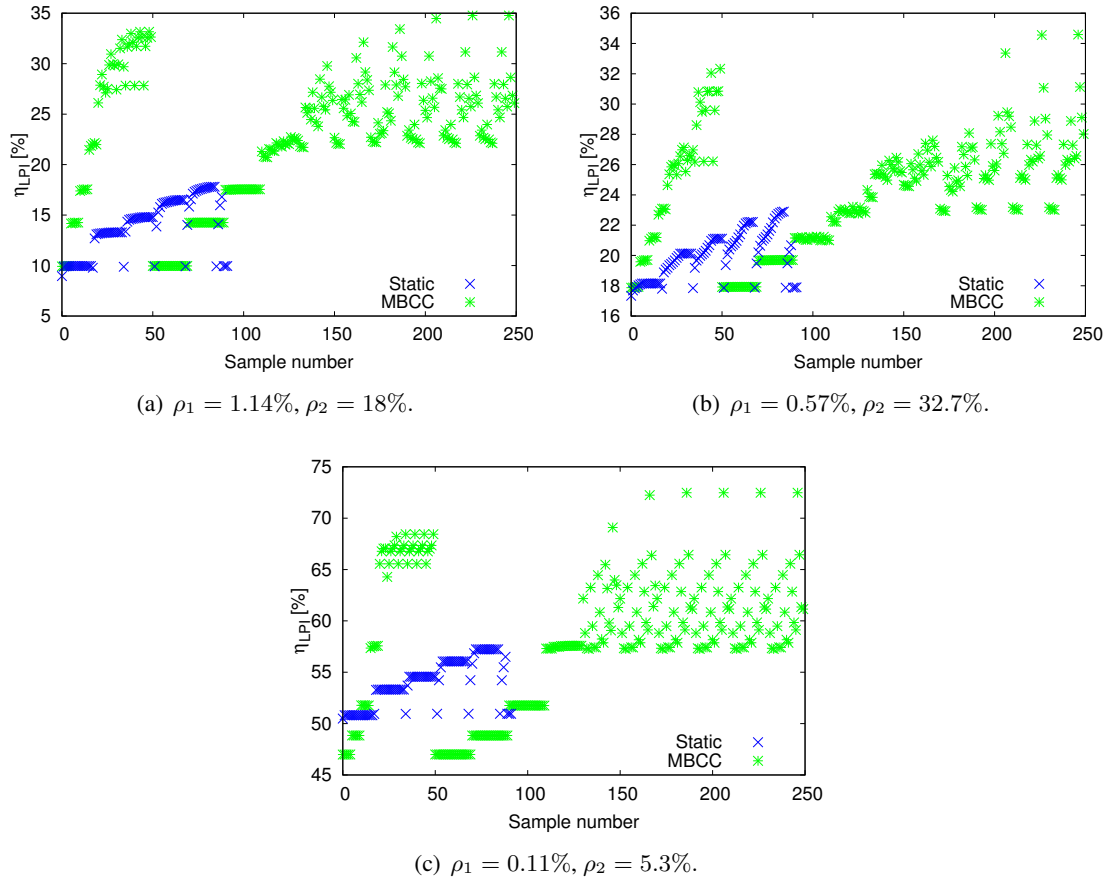 35
30
25
20
15
10
5
0 50 100 150 200 250
η_LPI [%]
Sample number
Static
MBCC
(a) ρ₁ = 1.14%, ρ₂ = 18%.
36
34
32
30
28
26
24
22
20
18
16
0 50 100 150 200 250
η_LPI [%]
Sample number
Static
MBCC
(b) ρ₁ = 0.57%, ρ₂ = 32.7%.
75
70
65
60
55
50
45
0 50 100 150 200 250
η_LPI [%]
Sample number
Static
MBCC
(c) ρ₁ = 0.11%, ρ₂ = 5.3%.